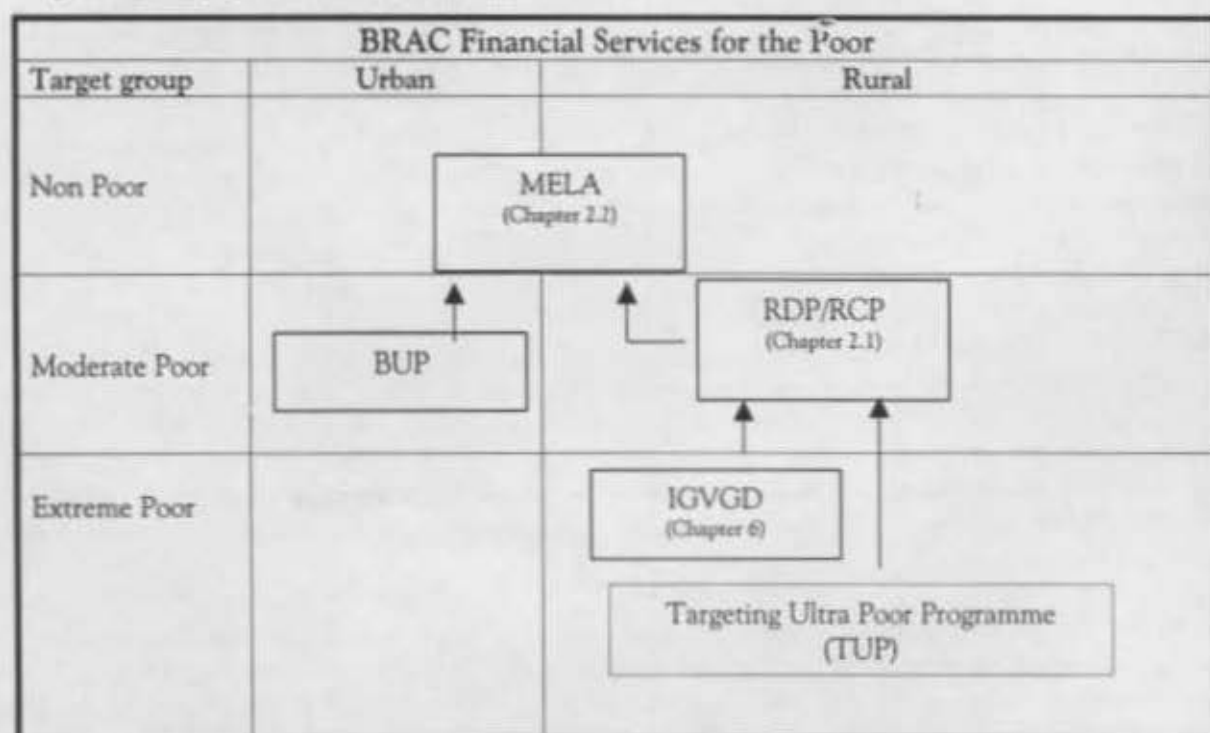 BRAC Financial Services for the Poor
Target group Urban Rural
Non Poor
MELA
(Chapter 2.2)
RDP/RCP
(Chapter 2.1)
Moderate Poor
BUP
Extreme Poor
IGVGD
(Chapter 6)
Targeting Ultra Poor Programme
(TUP)